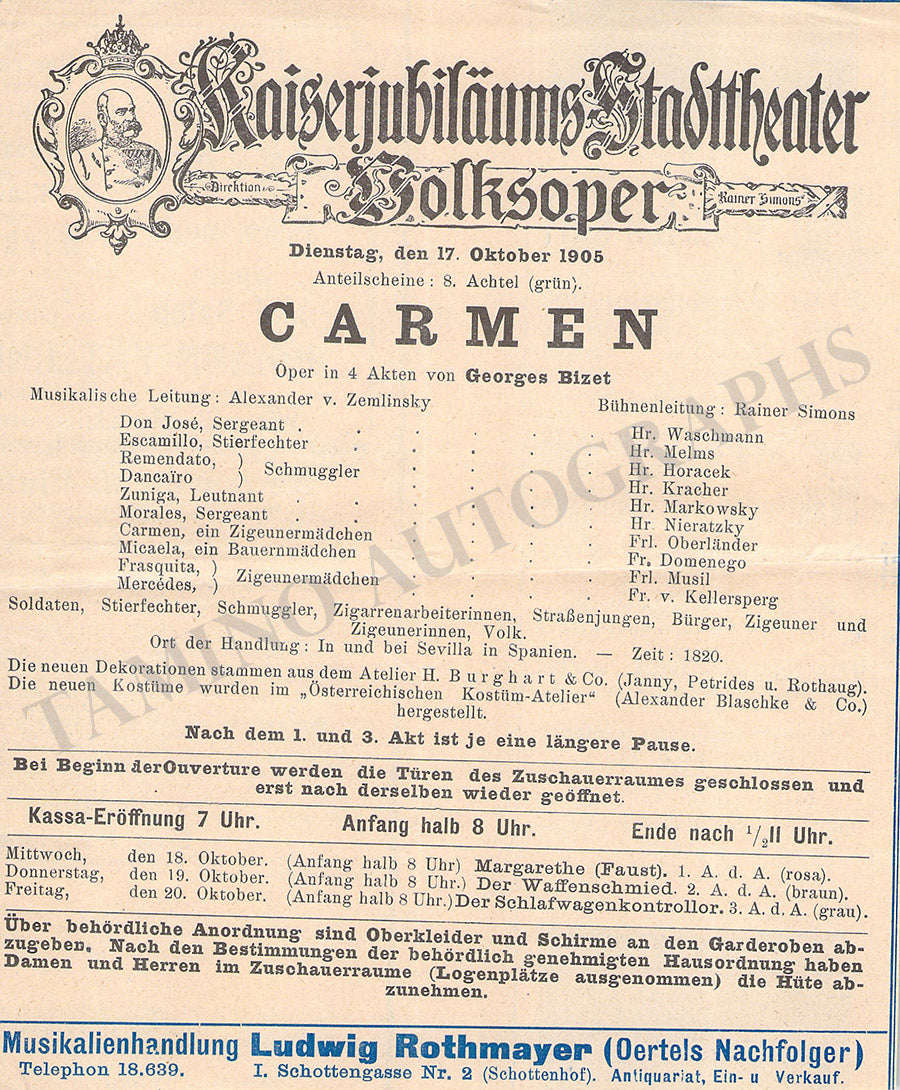 Kaiserjubiläums-Stadttheater
Direktion Volksoper Rainer Simons
Dienstag, den 17. Oktober 1905
Anteilscheine: 8. Achtel (grün).
CARMEN
Oper in 4 Akten von Georges Bizet
Musikalische Leitung: Alexander v. Zemlinsky Bühnenleitung: Rainer Simons
Don José, Sergeant . . . . . . Hr. Waschmann
Escamillo, Stierfechter . . . . . Hr. Melms
Remendato, ) Schmuggler . . . . Hr. Horacek
Dancaïro ) Hr. Kracher
Zuniga, Leutnant . . . . . . Hr. Markowsky
Morales, Sergeant . . . . . . Hr. Nieratzky
Carmen, ein Zigeunermädchen . . . . Frl. Oberländer
Micaela, ein Bauernmädchen . . . . Fr. Domenego
Frasquita, ) Zigeunermädchen . . . . Frl. Musil
Mercédes, ) Fr. v. Kellersperg
Soldaten, Stierfechter, Schmuggler, Zigarrenarbeiterinnen, Straßenjungen, Bürger, Zigeuner und
Zigeunerinnen, Volk.
Ort der Handlung: In und bei Sevilla in Spanien. — Zeit: 1820.
Die neuen Dekorationen stammen aus dem Atelier H. Burghart & Co. (Janny, Petrides u. Rothaug).
Die neuen Kostüme wurden im „Österreichischen Kostüm-Atelier“ (Alexander Blaschke & Co.)
hergestellt.
Nach dem 1. und 3. Akt ist je eine längere Pause.
Bei Beginn der Ouverture werden die Türen des Zuschauerraumes geschlossen und
erst nach derselben wieder geöffnet.
Kassa-Eröffnung 7 Uhr. Anfang halb 8 Uhr. Ende nach 1/2 11 Uhr.
Mittwoch, den 18. Oktober. (Anfang halb 8 Uhr) Margarethe (Faust). 1. A. d. A. (rosa).
Donnerstag, den 19. Oktober. (Anfang halb 8 Uhr.) Der Waffenschmied. 2. A. d. A. (braun).
Freitag, den 20. Oktober. (Anfang halb 8 Uhr.) Der Schlafwagenkontrollor. 3. A. d. A. (grau).
Über behördliche Anordnung sind Oberkleider und Schirme an den Garderoben ab-
zugeben. Nach den Bestimmungen der behördlich genehmigten Hausordnung haben
Damen und Herren im Zuschauerraume (Logenplätze ausgenommen) die Hüte ab-
zunehmen.
Musikalienhandlung Ludwig Rothmayer (Oertels Nachfolger)
Telephon 18.639. I. Schottengasse Nr. 2 (Schottenhof). Antiquariat, Ein- u. Verkauf.
TAMINO AUTOGRAPHS